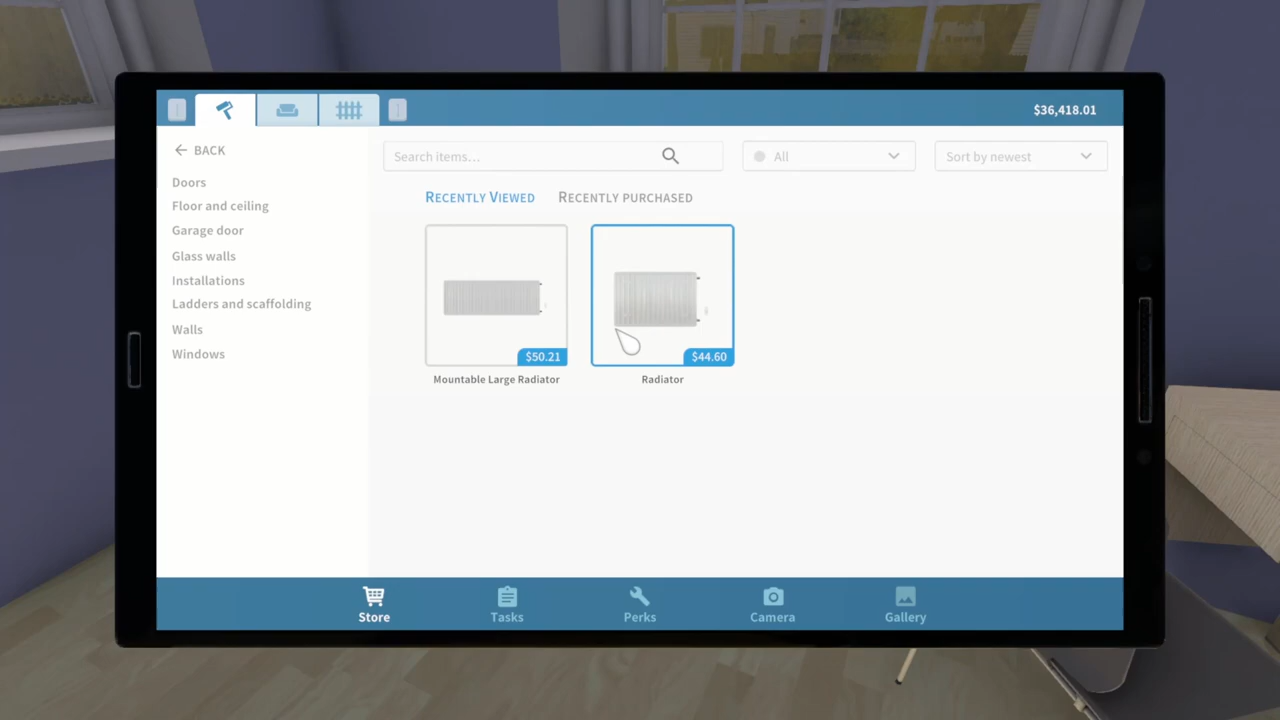 $36,418.01
BACK
Doors
Floor and ceiling
Garage door
Glass walls
Installations
Ladders and scaffolding
Walls
Windows
Search items...
All
Sort by newest
RECENTLY VIEWED
RECENTLY PURCHASED
$50.21
Mountable Large Radiator
$44.60
Radiator
Store
Tasks
Perks
Camera
Gallery